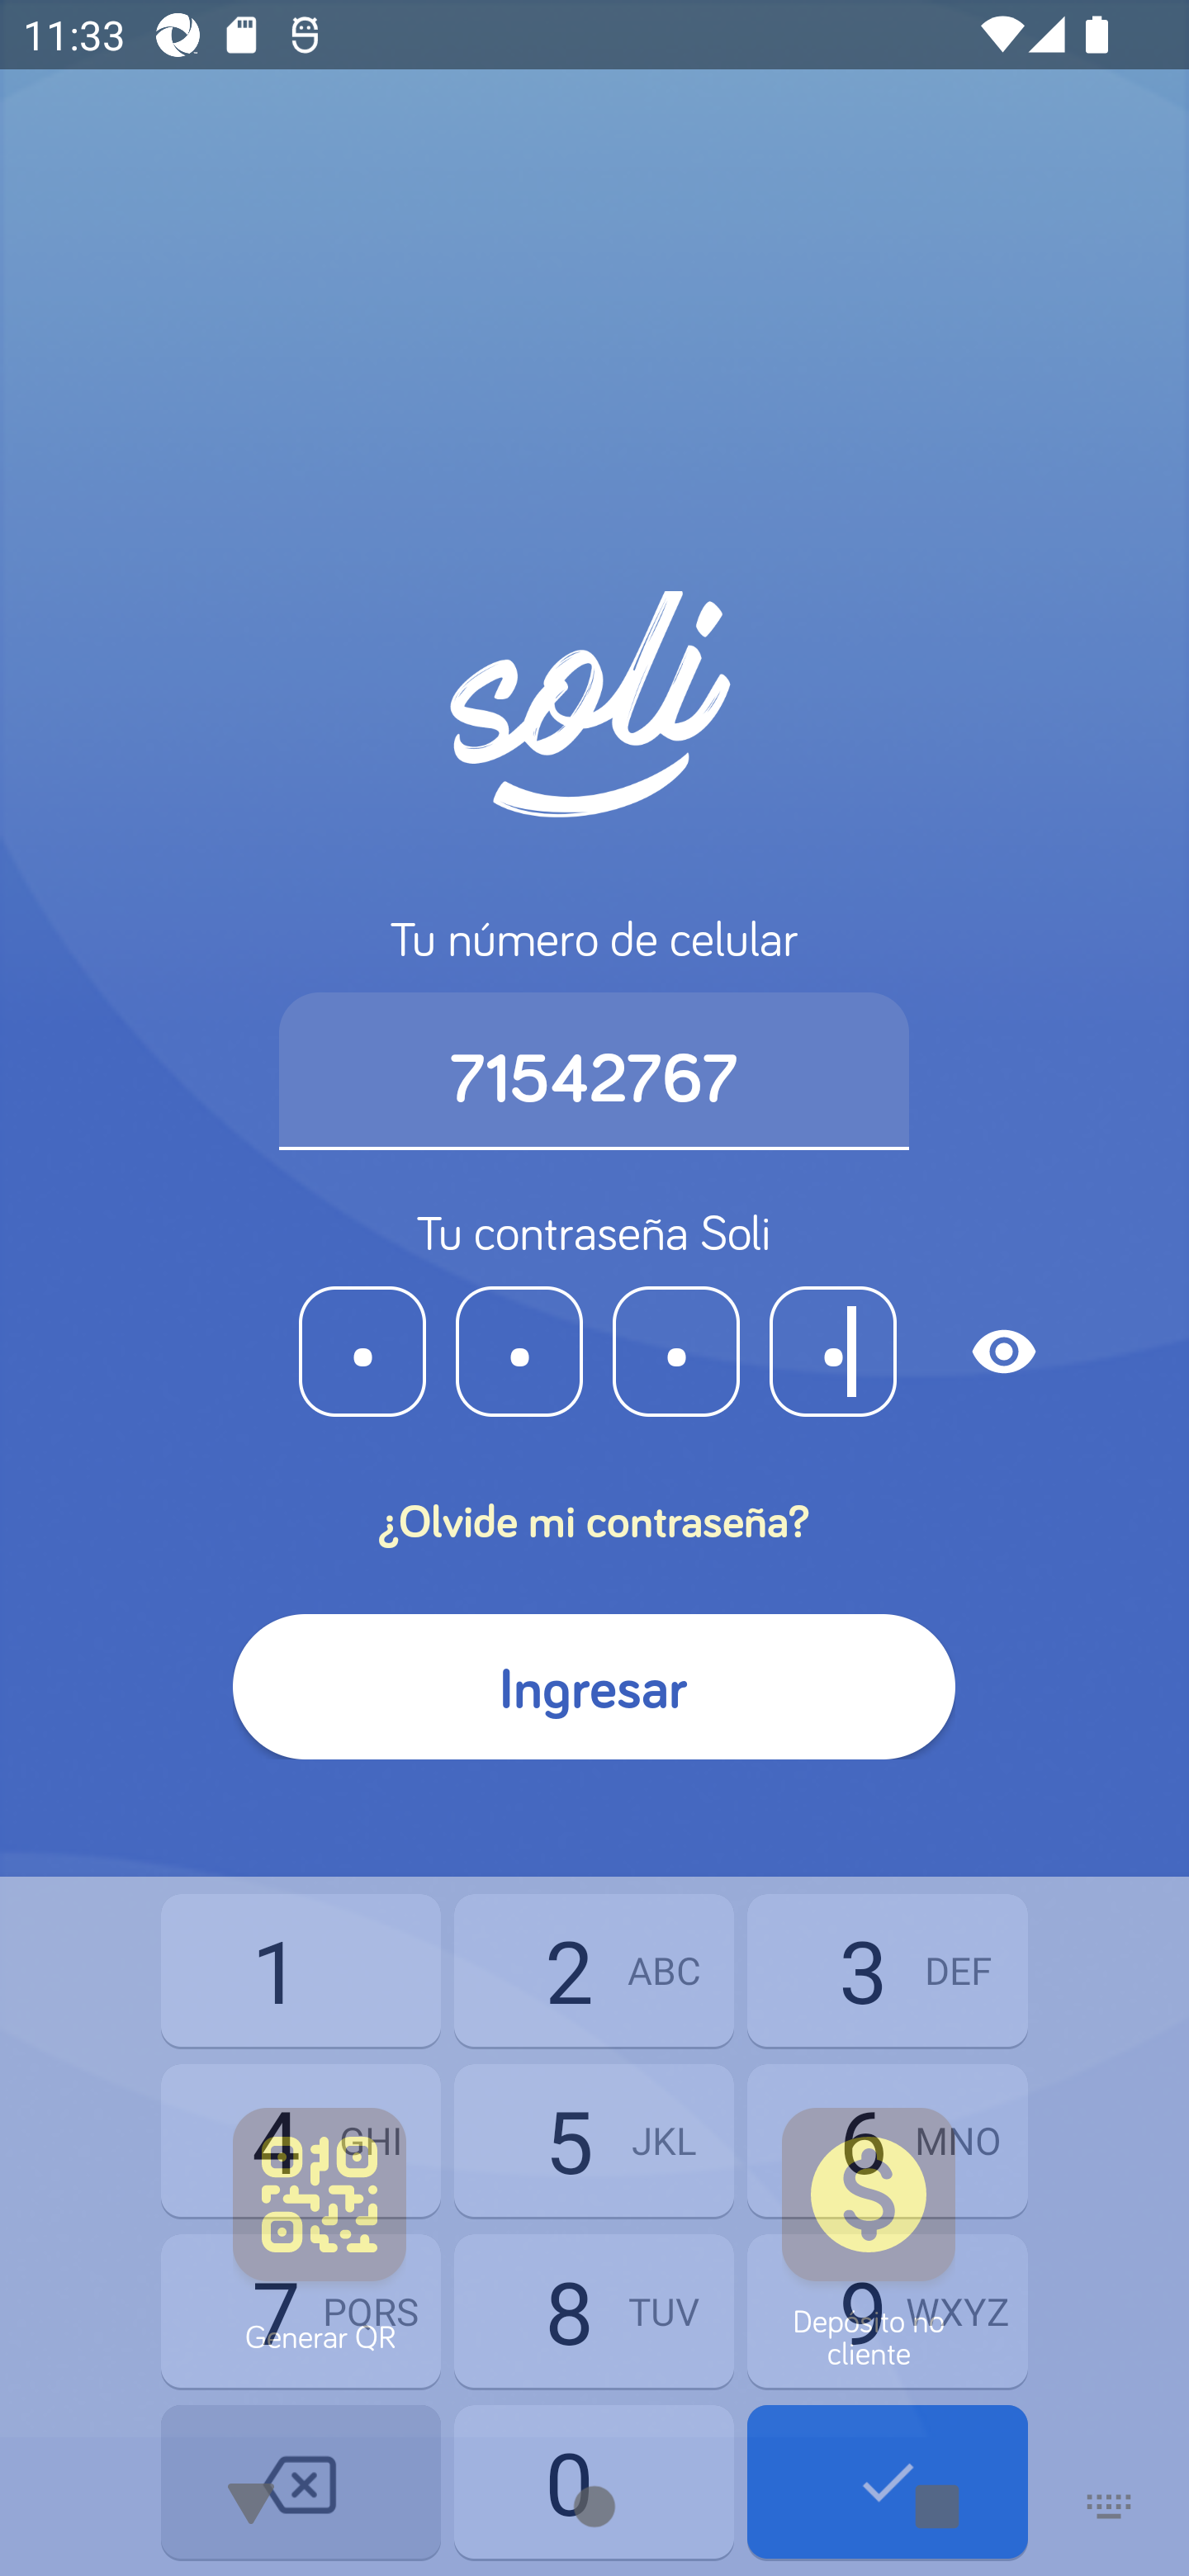 11:33
soli
Tu número de celular
71542767
Tu contraseña Soli
¿Olvide mi contraseña?
Ingresar
1
2 ABC
3 DEF
4 GHI
5 JKL
6 MNO
7 PQRS
8 TUV
9 WXYZ
Generar QR
Depósito no
cliente
0